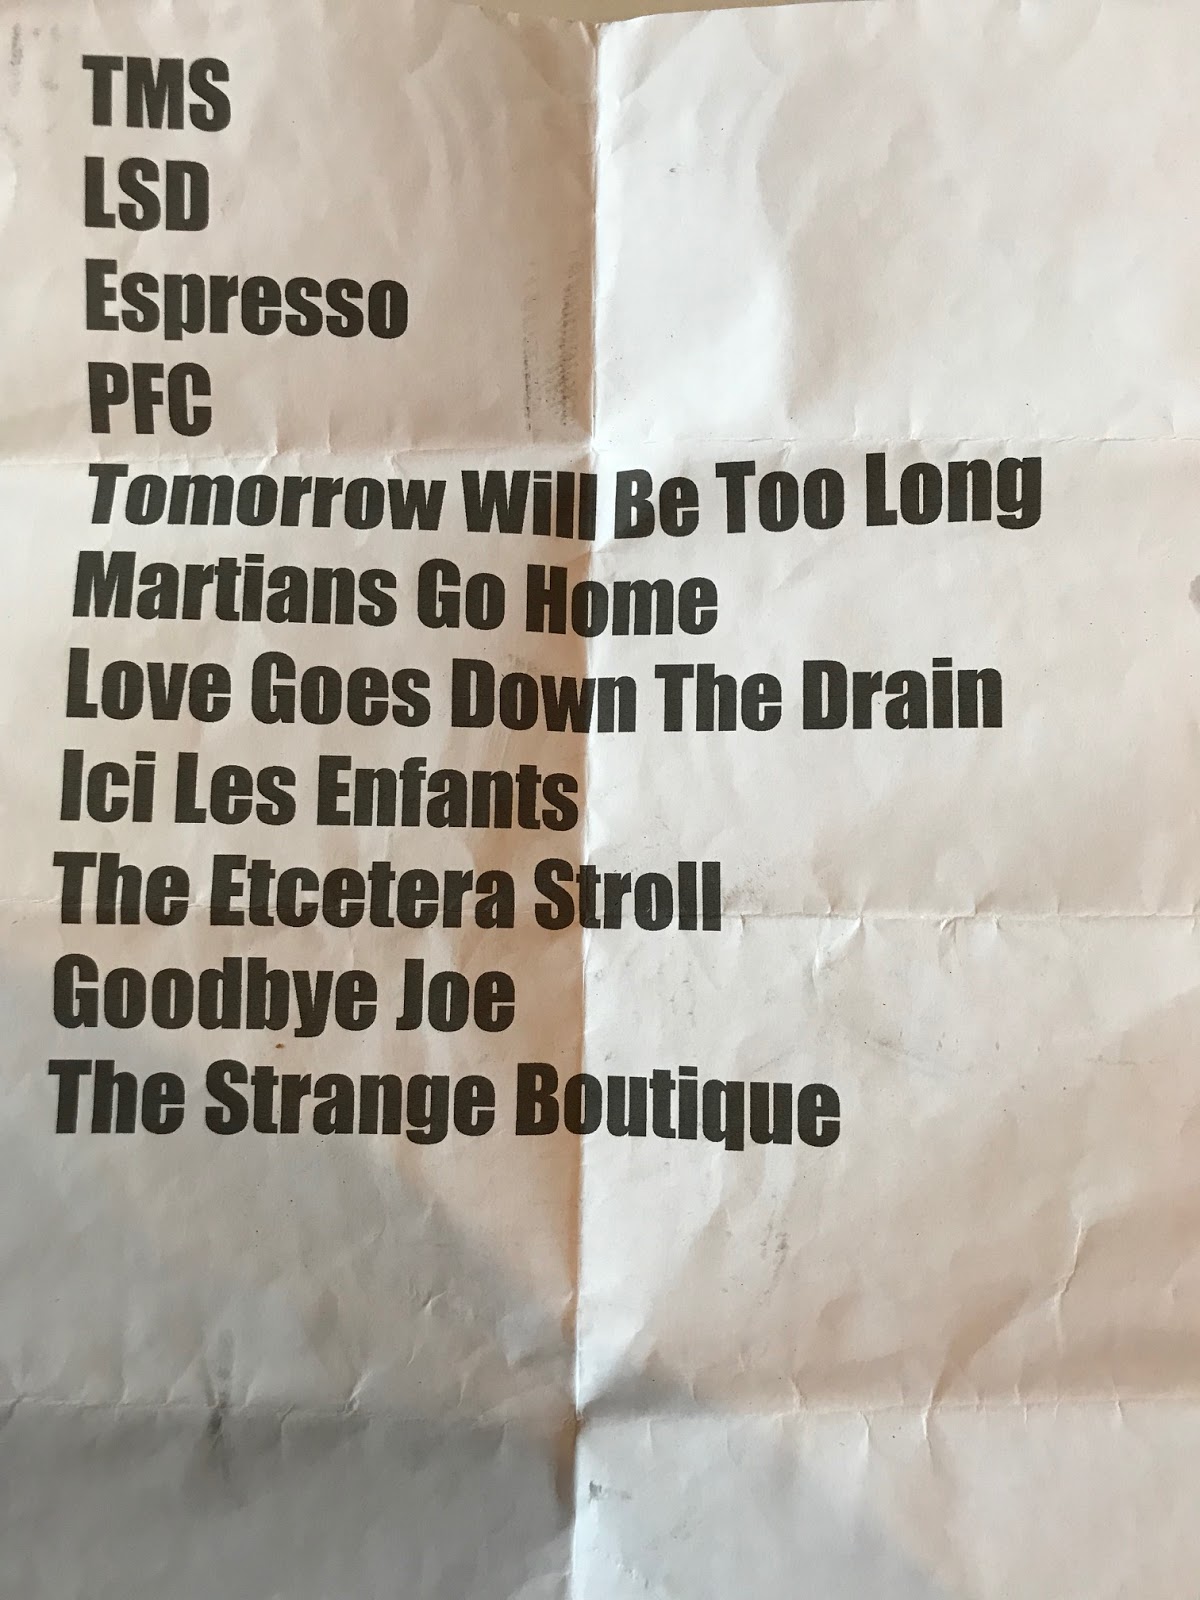 TMS
LSD
Espresso
PFC
Tomorrow Will Be Too Long
Martians Go Home
Love Goes Down The Drain
Ici Les Enfants
The Etcetera Stroll
Goodbye Joe
The Strange Boutique